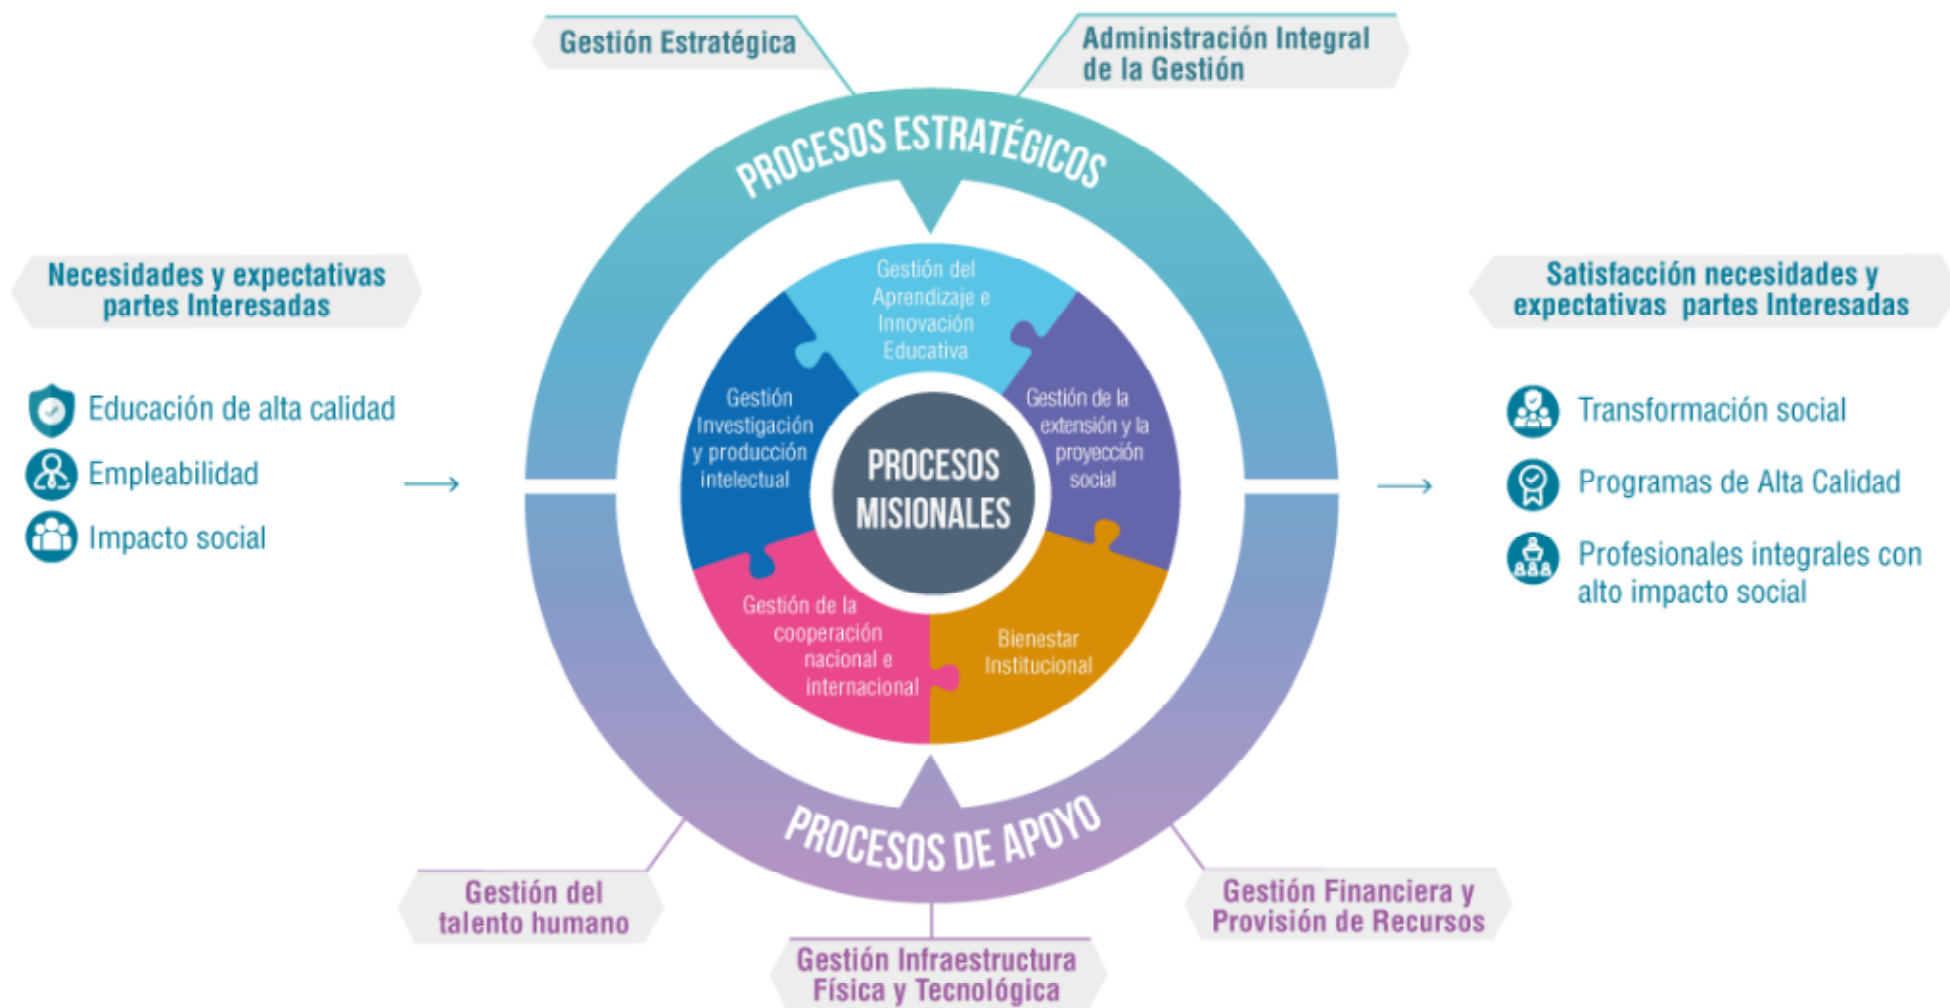 Gestión Estratégica
Administración Integral
de la Gestión
PROCESOS ESTRATÉGICOS
Necesidades y expectativas
partes Interesadas
Educación de alta calidad
Empleabilidad
Impacto social
Gestión del
Aprendizaje e
Innovación
Educativa
Gestión
Investigación
y producción
intelectual
Gestión de la
extensión y la
proyección
social
PROCESOS
MISIONALES
Gestión de la
cooperación
nacional e
internacional
Bienestar
Institucional
Satisfacción necesidades y
expectativas partes Interesadas
Transformación social
Programas de Alta Calidad
Profesionales integrales con
alto impacto social
PROCESOS DE APOYO
Gestión del
talento humano
Gestión Infraestructura
Física y Tecnológica
Gestión Financiera y
Provisión de Recursos